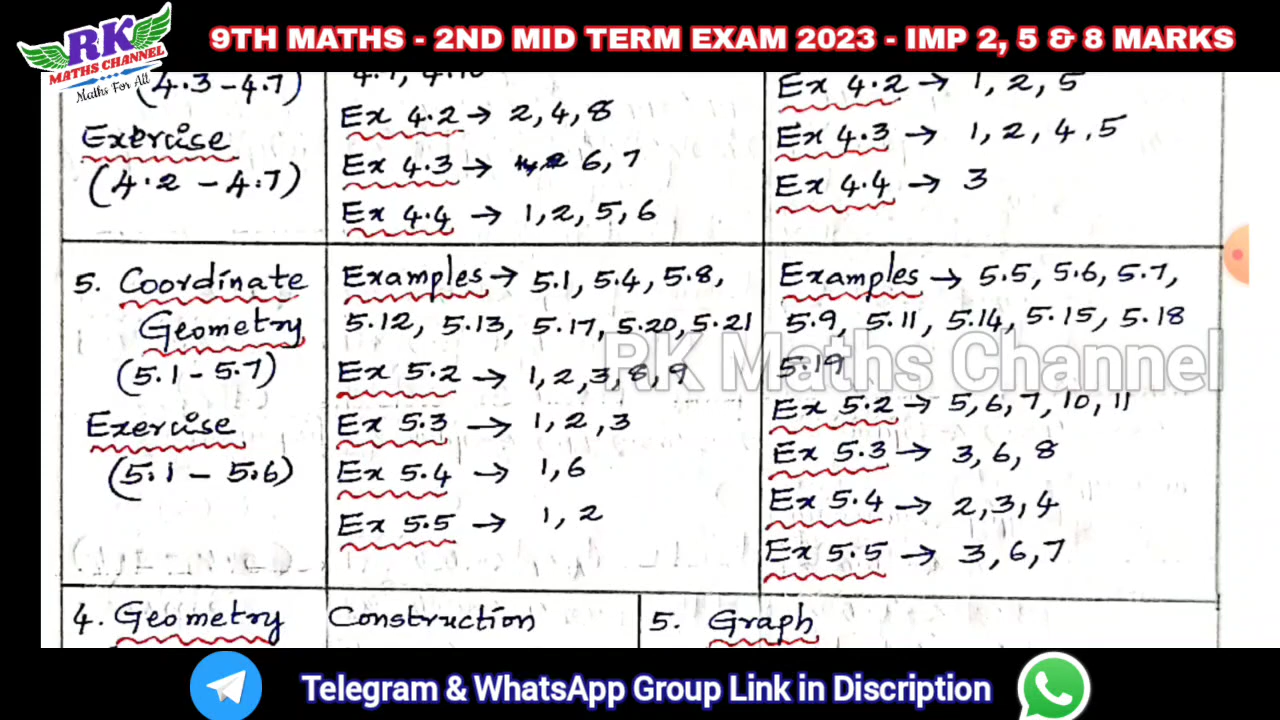 RK
MATHS CHANNEL
Maths For All
9TH MATHS - 2ND MID TERM EXAM 2023 - IMP 2, 5 & 8 MARKS
(4.3 - 4.7)
Exercise
(4.2 - 4.7)
Ex 4.2 → 2, 4, 8
Ex 4.3 → 6, 7
Ex 4.4 → 1, 2, 5, 6
Ex 4.2 → 1, 2, 5
Ex 4.3 → 1, 2, 4, 5
Ex 4.4 → 3
5. Coordinate
Geometry
(5.1 - 5.7)
Exercise
(5.1 - 5.6)
Examples → 5.1, 5.4, 5.8,
5.12, 5.13, 5.17, 5.20, 5.21
Ex 5.2 → 1, 2, 3, 8, 9
Ex 5.3 → 1, 2, 3
Ex 5.4 → 1, 6
Ex 5.5 → 1, 2
Examples → 5.5, 5.6, 5.7,
5.9, 5.11, 5.14, 5.15, 5.18
5.19
Ex 5.2 → 5, 6, 7, 10, 11
Ex 5.3 → 3, 6, 8
Ex 5.4 → 2, 3, 4
Ex 5.5 → 3, 6, 7
RK Maths Channel
4. Geometry Construction
5. Graph
Telegram & WhatsApp Group Link in Discription